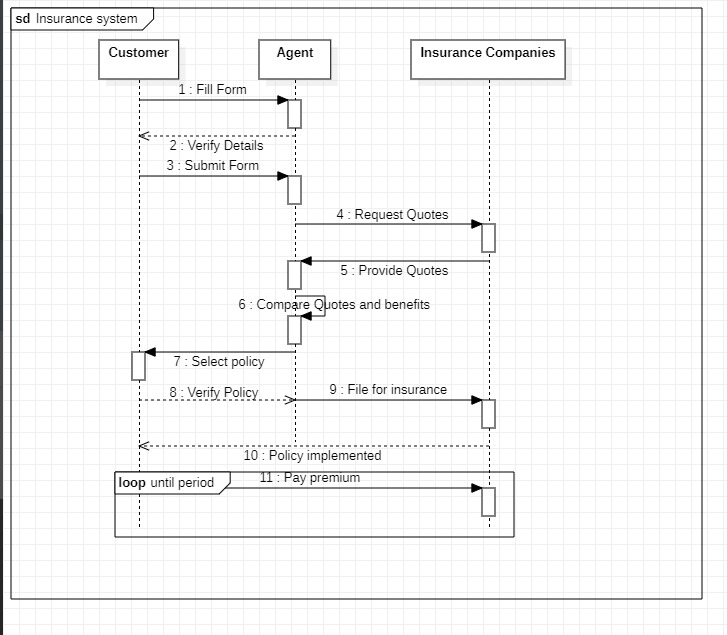 sd Insurance system
Customer
Agent
Insurance Companies
1 : Fill Form
2 : Verify Details
3 : Submit Form
4 : Request Quotes
5 : Provide Quotes
6 : Compare Quotes and benefits
7 : Select policy
8 : Verify Policy
9 : File for insurance
10 : Policy implemented
loop until period
11 : Pay premium